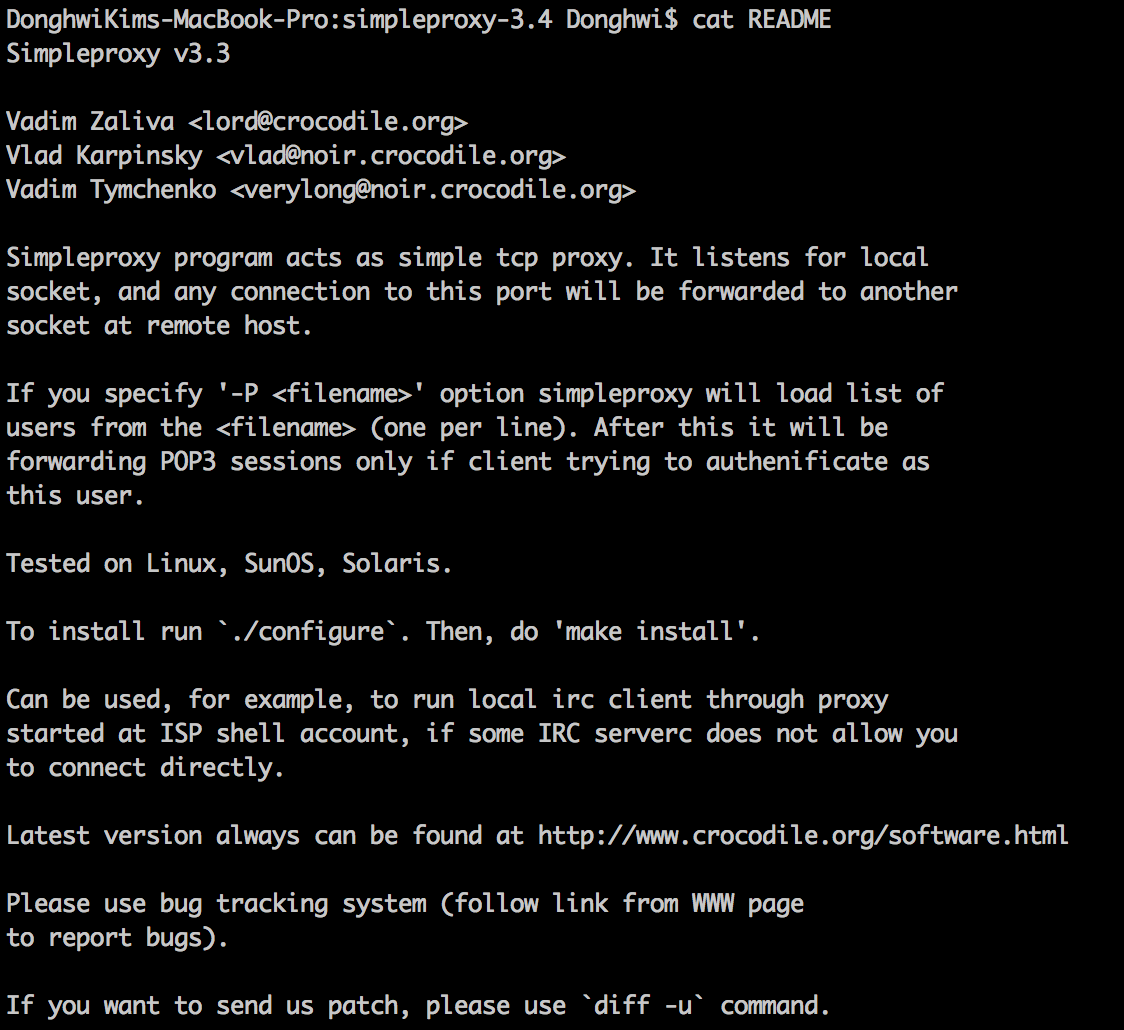 DonghwiKims-MacBook-Pro:simpleproxy-3.4 Donghwi$ cat README
Simpleproxy v3.3
Vadim Zaliva <lord@crocodile.org>
Vlad Karpinsky <vlad@noir.crocodile.org>
Vadim Tymchenko <verylong@noir.crocodile.org>
Simpleproxy program acts as simple tcp proxy. It listens for local
socket, and any connection to this port will be forwarded to another
socket at remote host.
If you specify '-P <filename>' option simpleproxy will load list of
users from the <filename> (one per line). After this it will be
forwarding POP3 sessions only if client trying to authenificate as
this user.
Tested on Linux, SunOS, Solaris.
To install run `./configure`. Then, do 'make install'.
Can be used, for example, to run local irc client through proxy
started at ISP shell account, if some IRC serverc does not allow you
to connect directly.
Latest version always can be found at http://www.crocodile.org/software.html
Please use bug tracking system (follow link from WWW page
to report bugs).
If you want to send us patch, please use `diff -u` command.